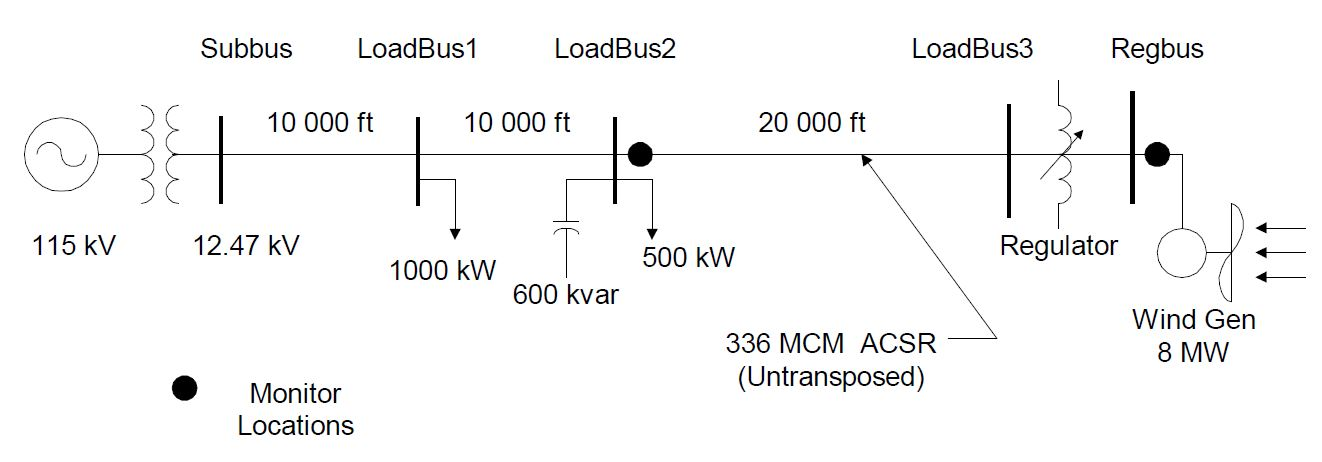 Subbus
LoadBus1
LoadBus2
LoadBus3
Regbus
10 000 ft
10 000 ft
20 000 ft
115 kV
12.47 kV
1000 kW
500 kW
600 kvar
Regulator
336 MCM ACSR
(Untransposed)
Wind Gen
8 MW
Monitor
Locations